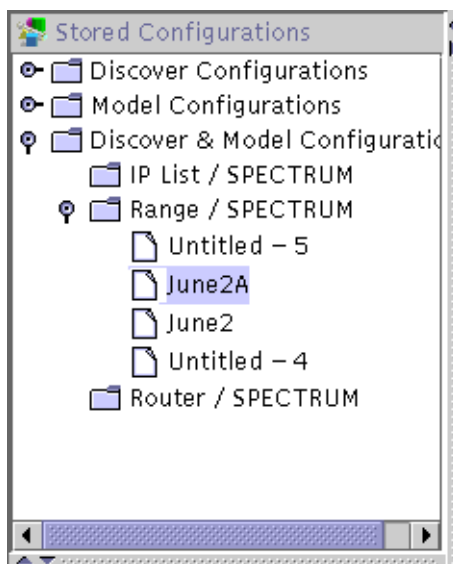 Stored Configurations
Discover Configurations
Model Configurations
Discover & Model Configuratio
IP List / SPECTRUM
Range / SPECTRUM
Untitled – 5
June2A
June2
Untitled – 4
Router / SPECTRUM